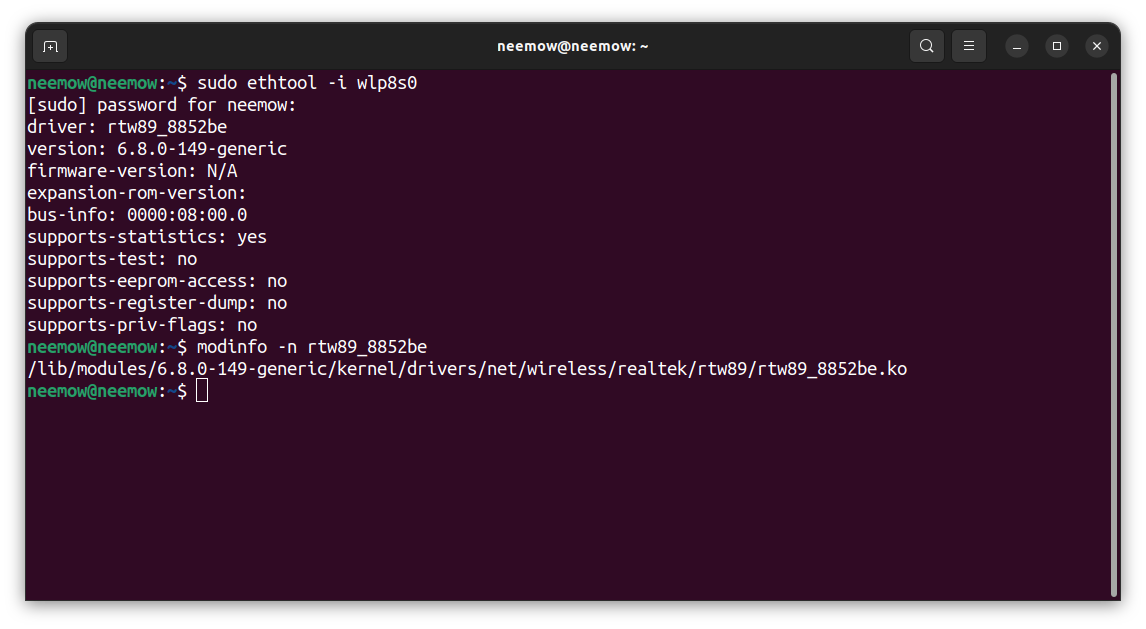 neemow@neemow: ~
neemow@neemow:~$ sudo ethtool -i wlp8s0
[sudo] password for neemow:
driver: rtw89_8852be
version: 6.8.0-149-generic
firmware-version: N/A
expansion-rom-version:
bus-info: 0000:08:00.0
supports-statistics: yes
supports-test: no
supports-eeprom-access: no
supports-register-dump: no
supports-priv-flags: no
neemow@neemow:~$ modinfo -n rtw89_8852be
/lib/modules/6.8.0-149-generic/kernel/drivers/net/wireless/realtek/rtw89/rtw89_8852be.ko
neemow@neemow:~$